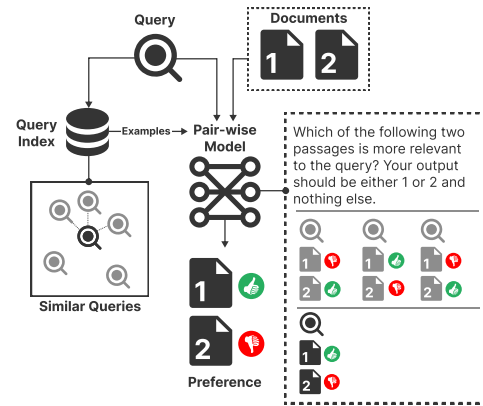 Query
Documents
1 2
Query
Index
Examples
Pair-wise
Model
Which of the following two
passages is more relevant
to the query? Your output
should be either 1 or 2 and
nothing else.
1 1 1
2 2 2
1
2
Similar Queries
1
2
Preference